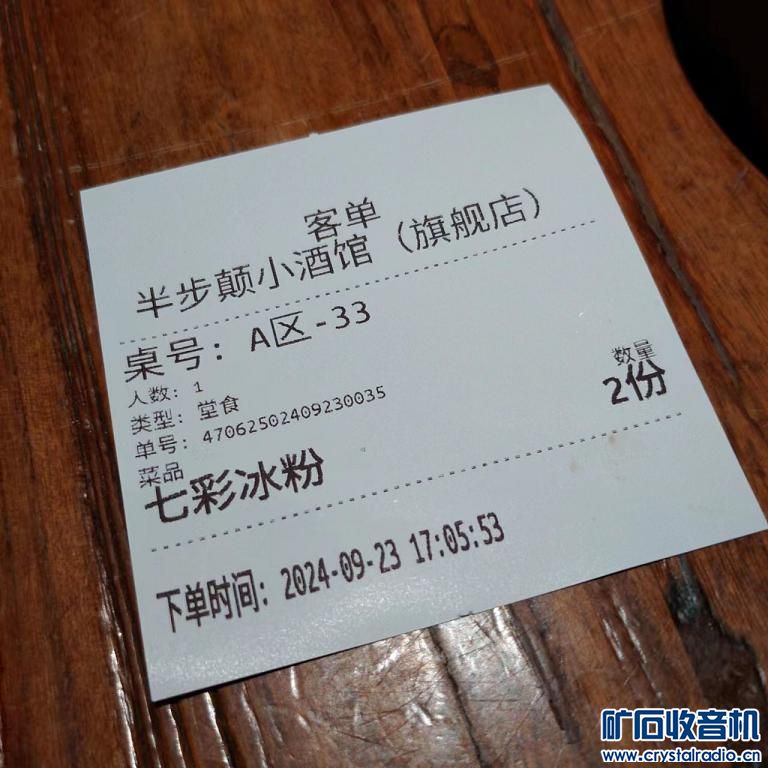 客单
半步颠小酒馆（旗舰店）
桌号：A区-33
人数：1
类型：堂食
单号：47062502409230035
菜品 数量
七彩冰粉 2份
下单时间：2024-09-23 17:05:53
矿石收音机
www.crystalradio.cn